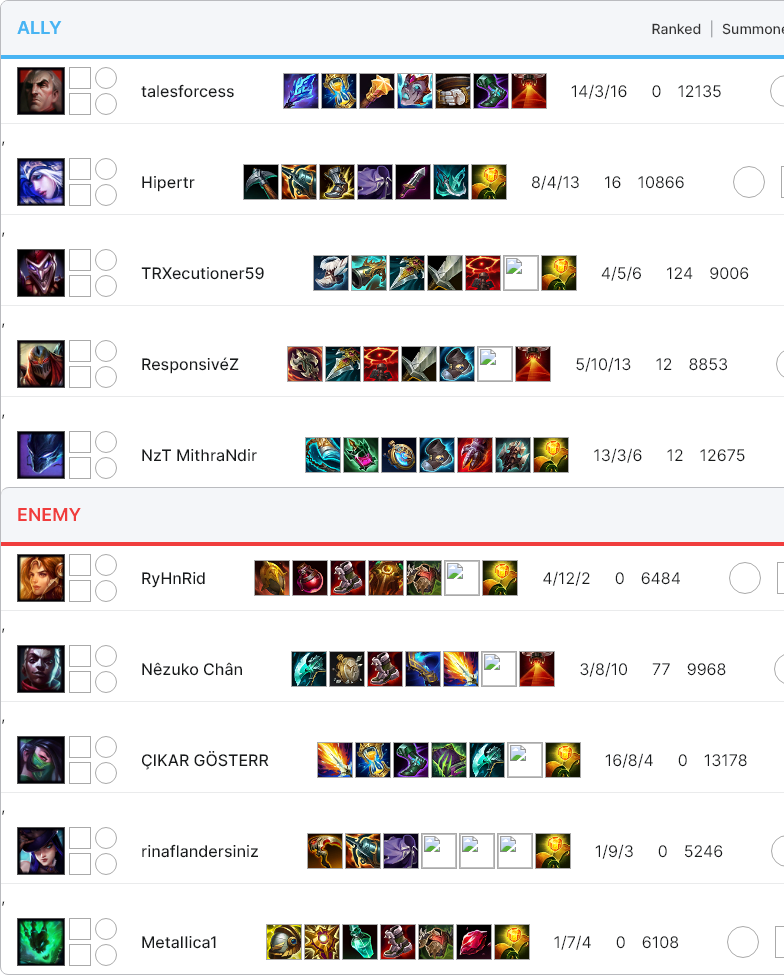 ALLY
Ranked | Summone
talesforcess 14/3/16 0 12135
,
Hipertr 8/4/13 16 10866
,
TRXecutioner59 4/5/6 124 9006
,
ResponsivéZ 5/10/13 12 8853
,
NzT MithraNdir 13/3/6 12 12675
ENEMY
RyHnRid 4/12/2 0 6484
,
Nêzuko Chân 3/8/10 77 9968
,
ÇIKAR GÖSTERR 16/8/4 0 13178
,
rinaflandersiniz 1/9/3 0 5246
,
Metallica1 1/7/4 0 6108